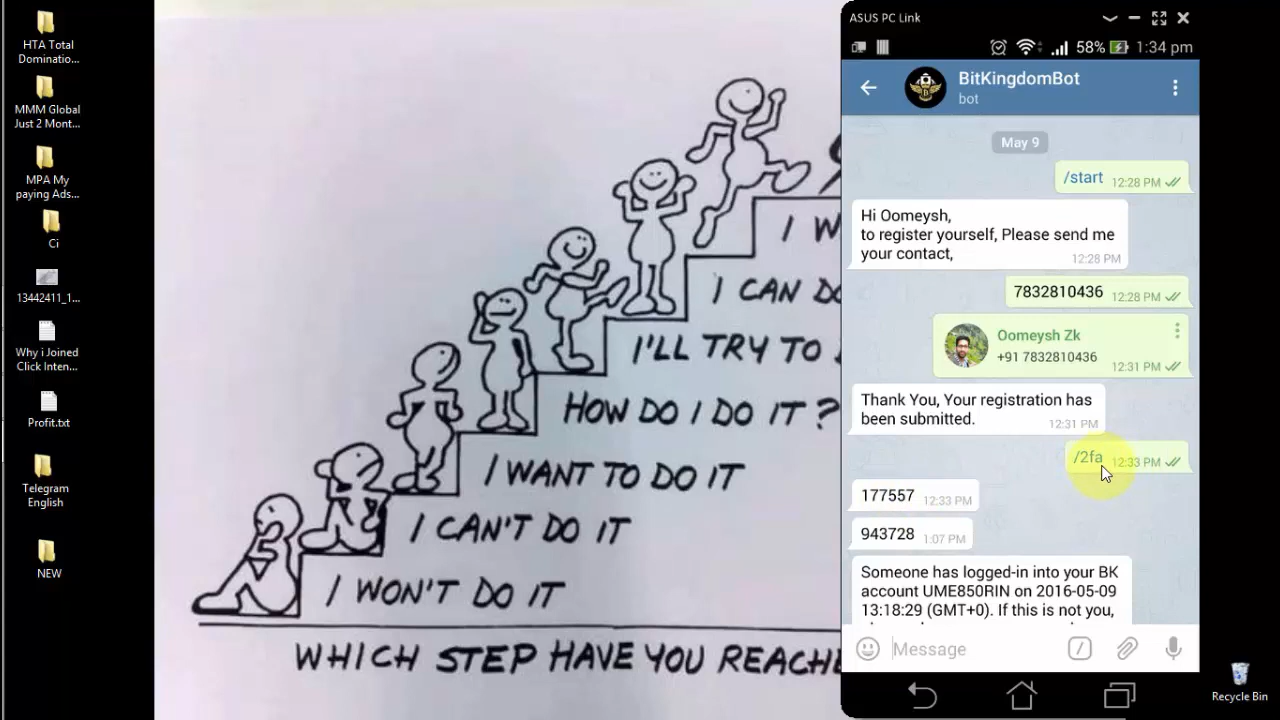 HTA Total
Dominatio...
MMM Global
Just 2 Mont...
MPA My
paying Ads...
Ci
13442411_1...
Why i Joined
Click Inten...
Profit.txt
Telegram
English
NEW
I W
I CAN DO
I'LL TRY TO
HOW DO I DO IT?
I WANT TO DO IT
I CAN'T DO IT
I WON'T DO IT
WHICH STEP HAVE YOU REACHE
ASUS PC Link
58% 1:34 pm
BitKingdomBot
bot
May 9
/start 12:28 PM
Hi Oomeysh,
to register yourself, Please send me
your contact, 12:28 PM
7832810436 12:28 PM
Oomeysh Zk
+91 7832810436
12:31 PM
Thank You, Your registration has
been submitted. 12:31 PM
/2fa 12:33 PM
177557 12:33 PM
943728 1:07 PM
Someone has logged-in into your BK
account UME850RIN on 2016-05-09
13:18:29 (GMT+0). If this is not you,
Message
Recycle Bin